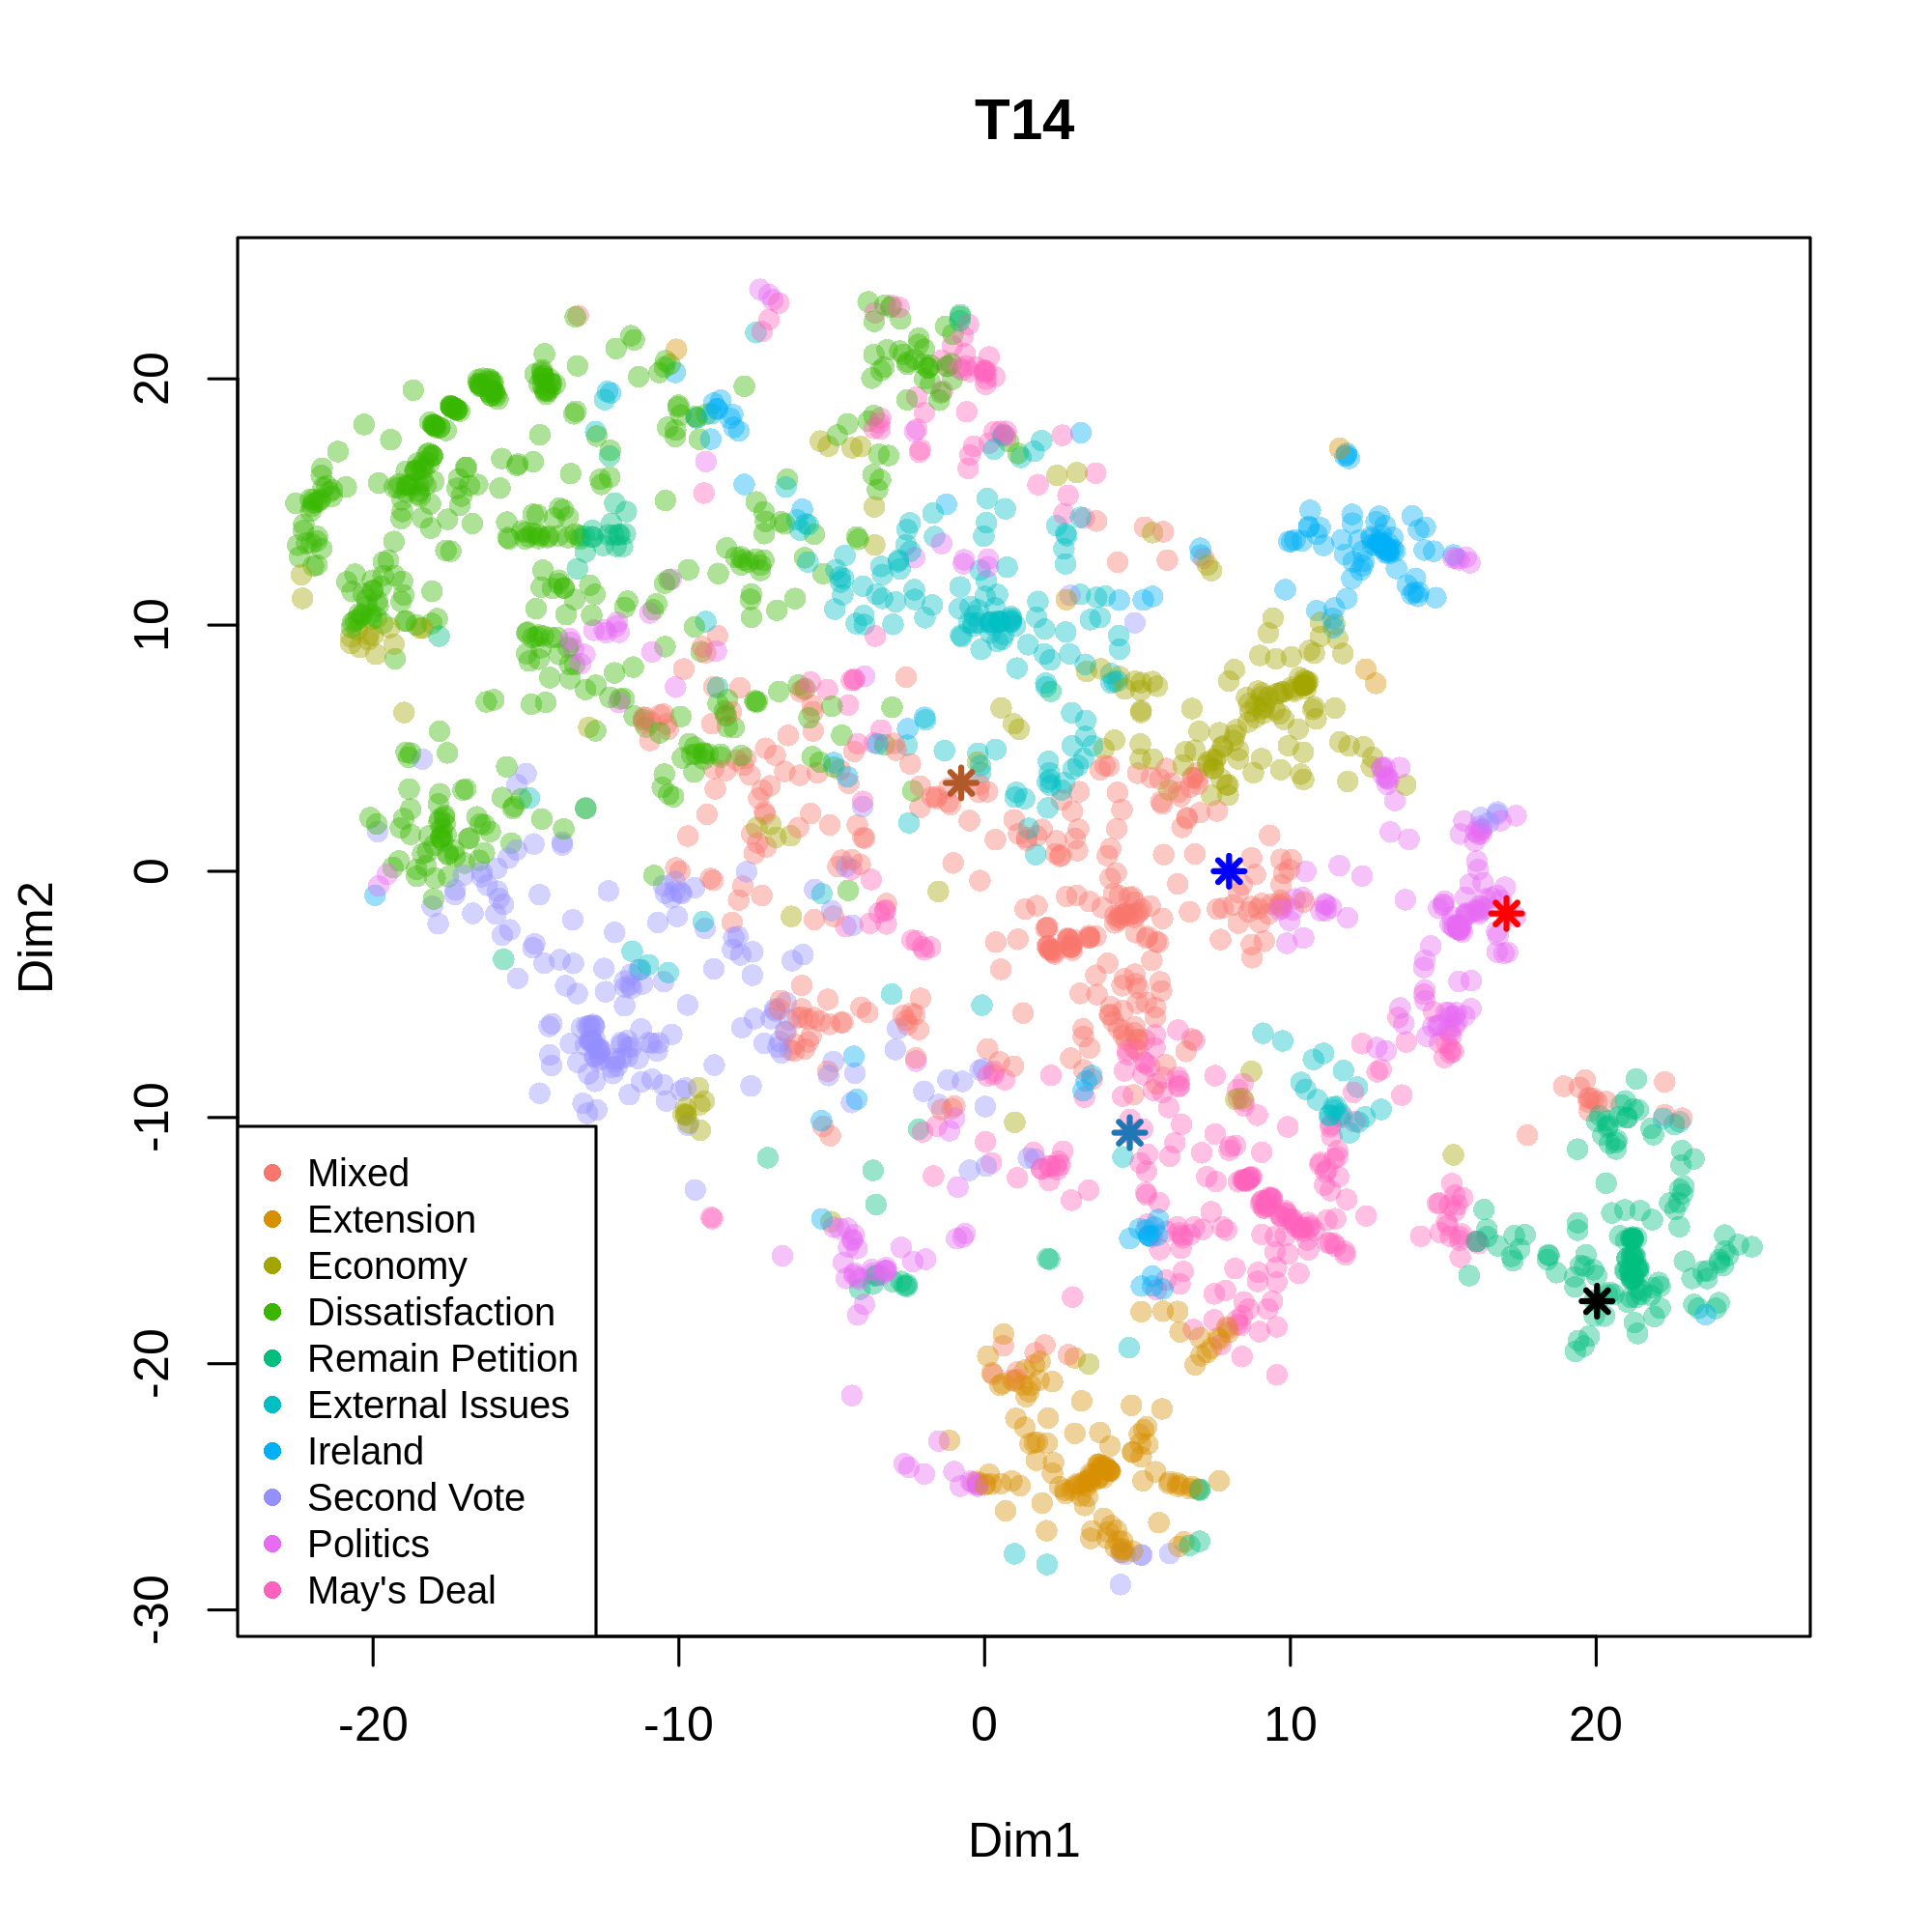 T14
Dim2
20
10
0
-10
-20
-30
Mixed
Extension
Economy
Dissatisfaction
Remain Petition
External Issues
Ireland
Second Vote
Politics
May's Deal
-20 -10 0 10 20
Dim1